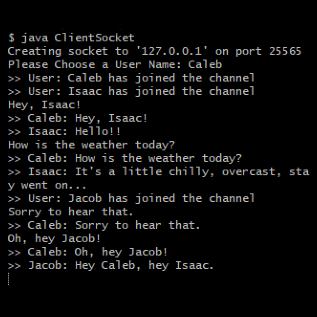 $ java ClientSocket
Creating socket to '127.0.0.1' on port 25565
Please Choose a User Name: Caleb
>> User: Caleb has joined the channel
>> User: Isaac has joined the channel
Hey, Isaac!
>> Caleb: Hey, Isaac!
>> Isaac: Hello!!
How is the weather today?
>> Caleb: How is the weather today?
>> Isaac: It's a little chilly, overcast, sta
y went on...
>> User: Jacob has joined the channel
Sorry to hear that.
>> Caleb: Sorry to hear that.
Oh, hey Jacob!
>> Caleb: Oh, hey Jacob!
>> Jacob: Hey Caleb, hey Isaac.